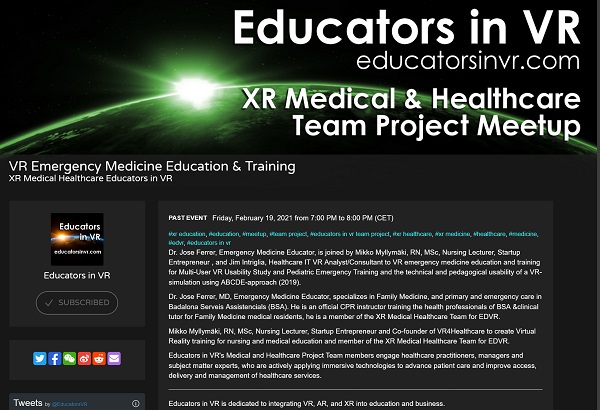 Educators in VR
educatorsinvr.com
XR Medical & Healthcare
Team Project Meetup
VR Emergency Medicine Education & Training
XR Medical Healthcare Educators in VR
Educators
in VR
educatorsinvr.com
Educators in VR
SUBSCRIBED
Tweets by @EducatorsVR
PAST EVENT Friday, February 19, 2021 from 7:00 PM to 8:00 PM (CET)
#xr education, #education, #meetup, #team project, #educators in vr team project, #xr healthcare, #xr medicine, #healthcare, #medicine,
#edvr, #educators in vr
Dr. Jose Ferrer, Emergency Medicine Educator, is joined by Mikko Myllymäki, RN, MSc, Nursing Lecturer, Startup
Entrepreneur , and Jim Intriglia, Healthcare IT VR Analyst/Consultant to VR emergency medicine education and training
for Multi-User VR Usability Study and Pediatric Emergency Training and the technical and pedagogical usability of a VR-
simulation using ABCDE-approach (2019).
Dr. Jose Ferrer, MD, Emergency Medicine Educator, specializes in Family Medicine, and primary and emergency care in
Badalona Serveis Assistencials (BSA). He is an official CPR instructor training the health professionals of BSA &clinical
tutor for Family Medicine medical residents, he is a member of the XR Medical Healthcare Team for EDVR.
Mikko Myllymäki, RN, MSc, Nursing Lecturer, Startup Entrepreneur and Co-founder of VR4Healthcare to create Virtual
Reality training for nursing and medical education and member of the XR Medical Healthcare Team for EDVR.
Educators in VR's Medical and Healthcare Project Team members engage healthcare practitioners, managers and
subject matter experts, who are actively applying immersive technologies to advance patient care and improve access,
delivery and management of healthcare services.
Educators in VR is dedicated to integrating VR, AR, and XR into education and business.